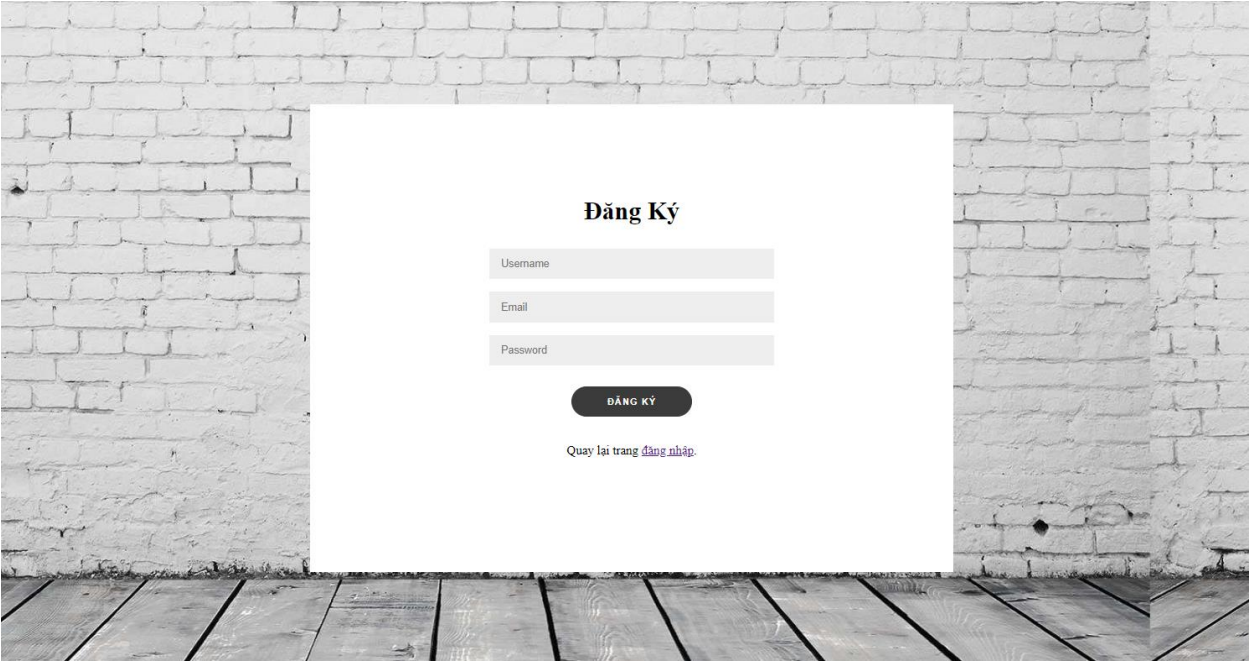 Đăng Ký
Username
Email
Password
ĐĂNG KÝ
Quay lại trang đăng nhập.